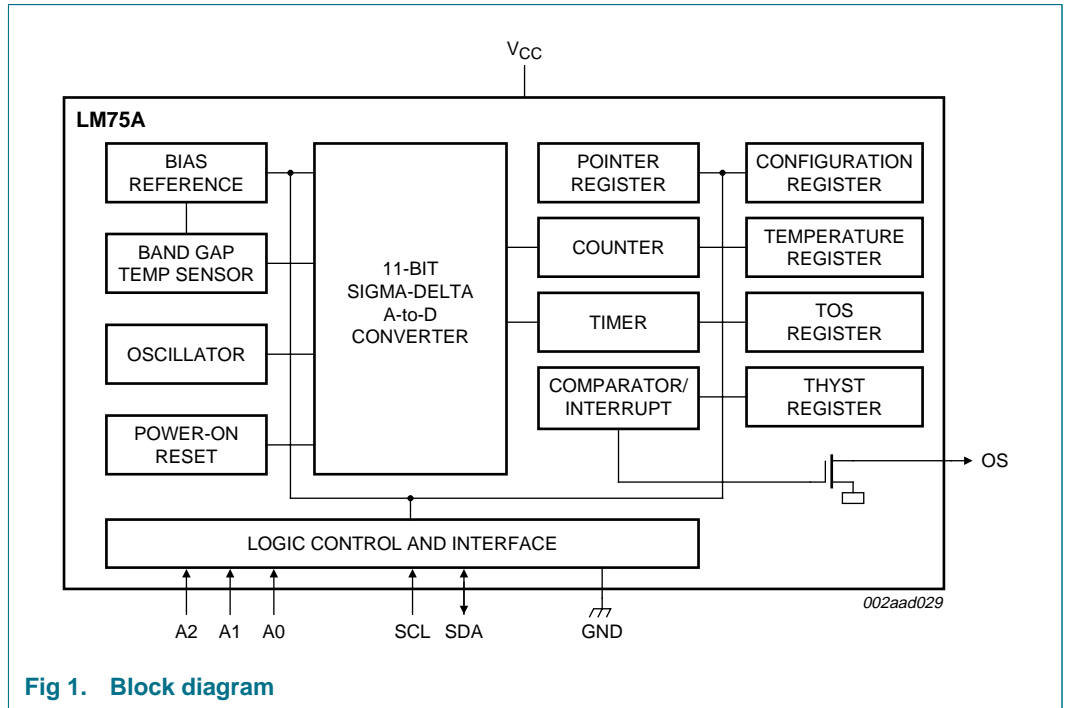 VCC
LM75A
BIAS
REFERENCE
BAND GAP
TEMP SENSOR
OSCILLATOR
POWER-ON
RESET
11-BIT
SIGMA-DELTA
A-to-D
CONVERTER
POINTER
REGISTER
COUNTER
TIMER
COMPARATOR/
INTERRUPT
CONFIGURATION
REGISTER
TEMPERATURE
REGISTER
TOS
REGISTER
THYST
REGISTER
OS
LOGIC CONTROL AND INTERFACE
002aad029
A2 A1 A0 SCL SDA GND
Fig 1. Block diagram